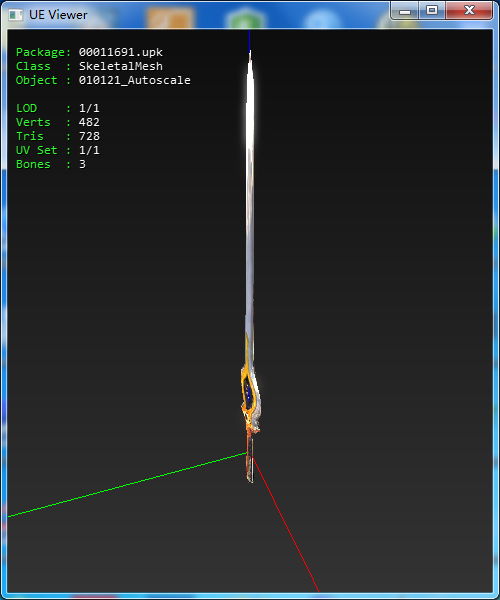 UE Viewer
Package: 00011691.upk
Class  : SkeletalMesh
Object : 010121_Autoscale
LOD    : 1/1
Verts  : 482
Tris   : 728
UV Set : 1/1
Bones  : 3